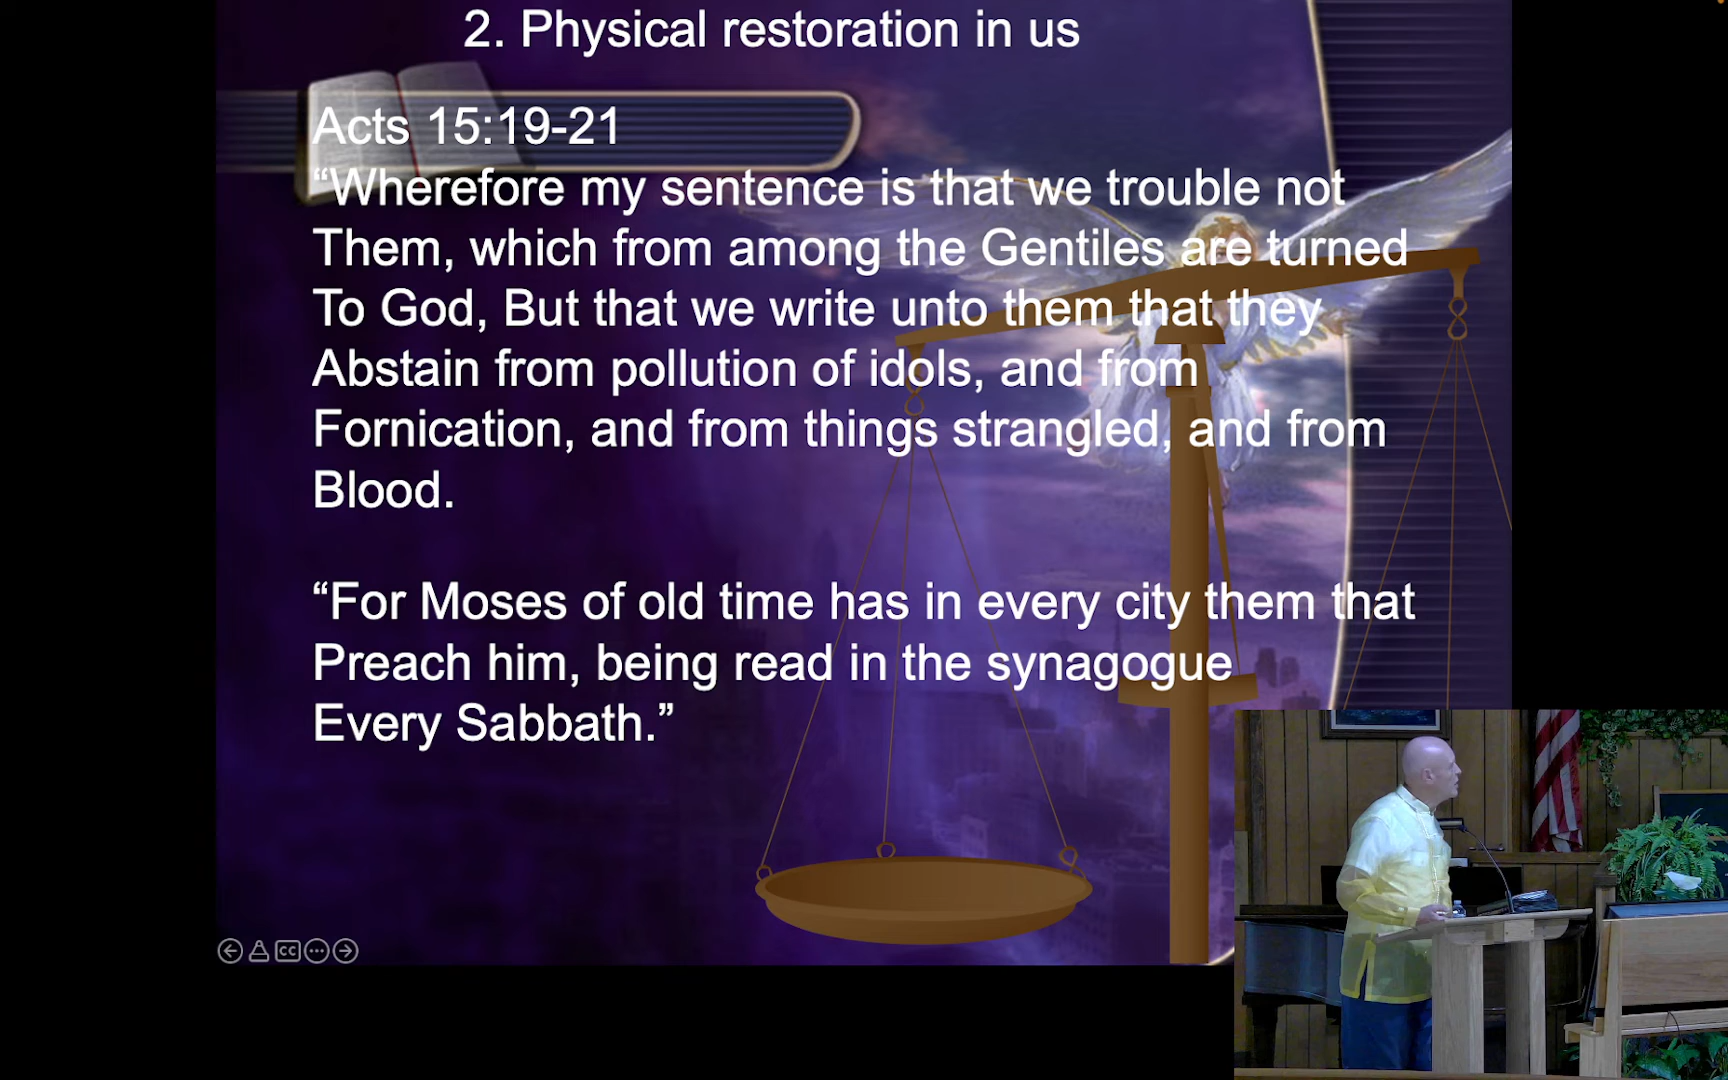 2. Physical restoration in us
Acts 15:19-21
“Wherefore my sentence is that we trouble not
Them, which from among the Gentiles are turned
To God, But that we write unto them that they
Abstain from pollution of idols, and from
Fornication, and from things strangled, and from
Blood.
“For Moses of old time has in every city them that
Preach him, being read in the synagogue
Every Sabbath.”
CC